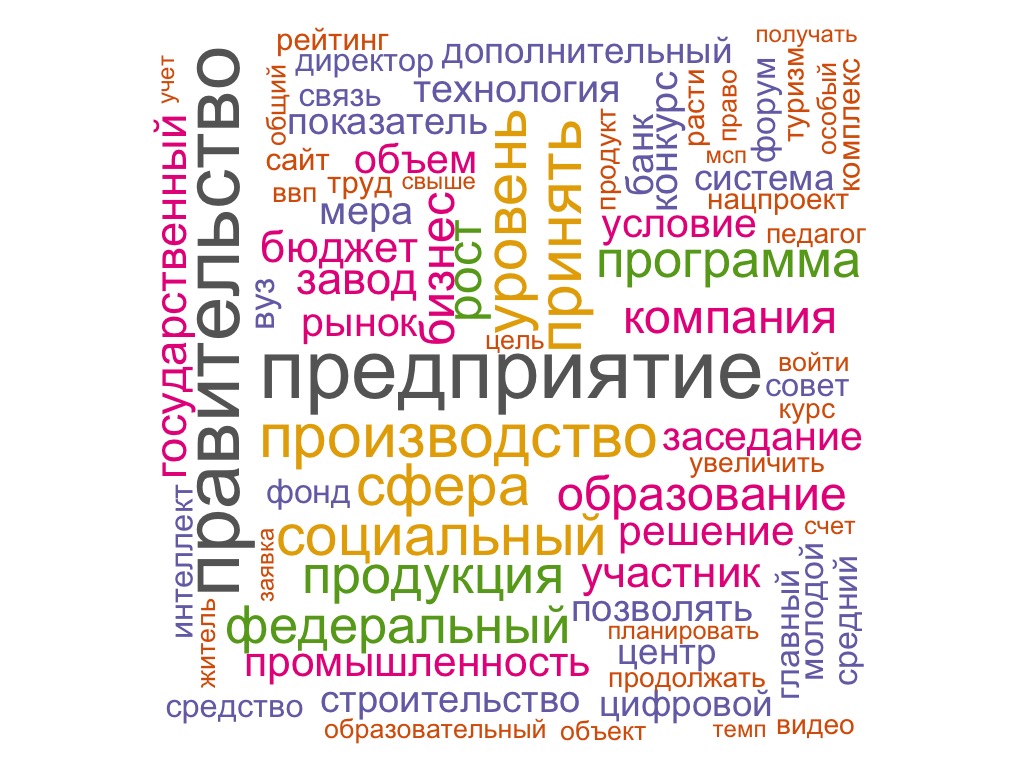 получать
рейтинг
дополнительный
директор
учет
правительство
общий
связь
технология
банк
конкурс
расти
право
форум
туризм
особый
комплекс
показатель
государственный
уровень
принять
продукт
сайт
объем
мсп
ввп
труд
свыше
система
нацпроект
мера
бизнес
рост
условие
педагог
бюджет
завод
программа
вуз
рынок
компания
цель
предприятие
войти
совет
курс
производство
заседание
увеличить
интеллект
фонд
сфера
образование
заявка
социальный
решение
счет
продукция
участник
главный
молодой
средний
житель
федеральный
позволять
планировать
промышленность
центр
продолжать
средство
строительство
цифровой
образовательный
объект
темп
видео